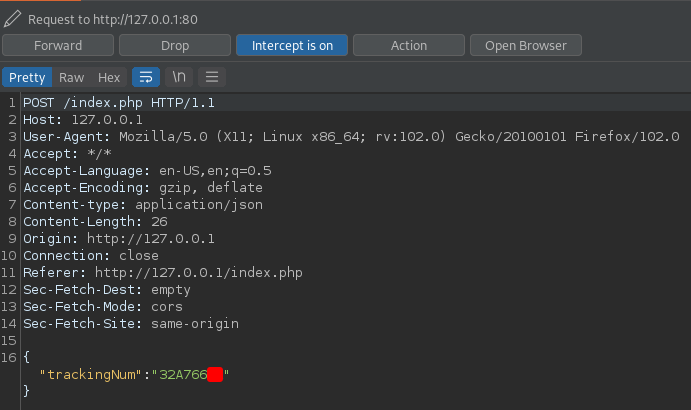 Request to http://127.0.0.1:80
Forward Drop Intercept is on Action Open Browser
Pretty Raw Hex \n
1 POST /index.php HTTP/1.1
2 Host: 127.0.0.1
3 User-Agent: Mozilla/5.0 (X11; Linux x86_64; rv:102.0) Gecko/20100101 Firefox/102.0
4 Accept: */*
5 Accept-Language: en-US,en;q=0.5
6 Accept-Encoding: gzip, deflate
7 Content-type: application/json
8 Content-Length: 26
9 Origin: http://127.0.0.1
10 Connection: close
11 Referer: http://127.0.0.1/index.php
12 Sec-Fetch-Dest: empty
13 Sec-Fetch-Mode: cors
14 Sec-Fetch-Site: same-origin
15
16 {
"trackingNum":"32A766"
}